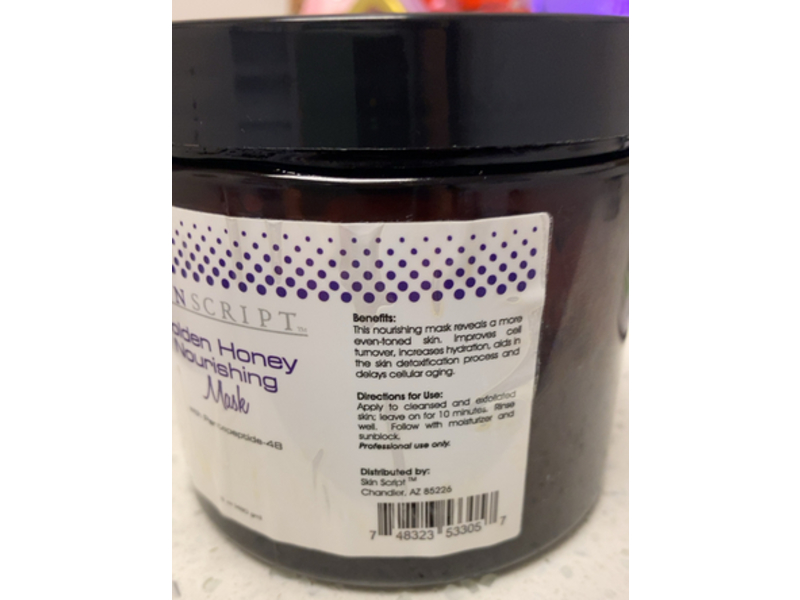 NSCRIPT™
olden Honey
Nourishing
Mask
Benefits:
This nourishing mask reveals a more
even-toned skin. Improves cell
turnover, increases hydration, aids in
the skin detoxification process and
delays cellular aging.
Directions for Use:
Apply to cleansed and exfoliated
skin; leave on for 10 minutes. Rinse
well. Follow with moisturizer and
sunblock.
Professional use only.
Distributed by:
Skin Script™
Chandler, AZ 85226
7 48323 53305 7